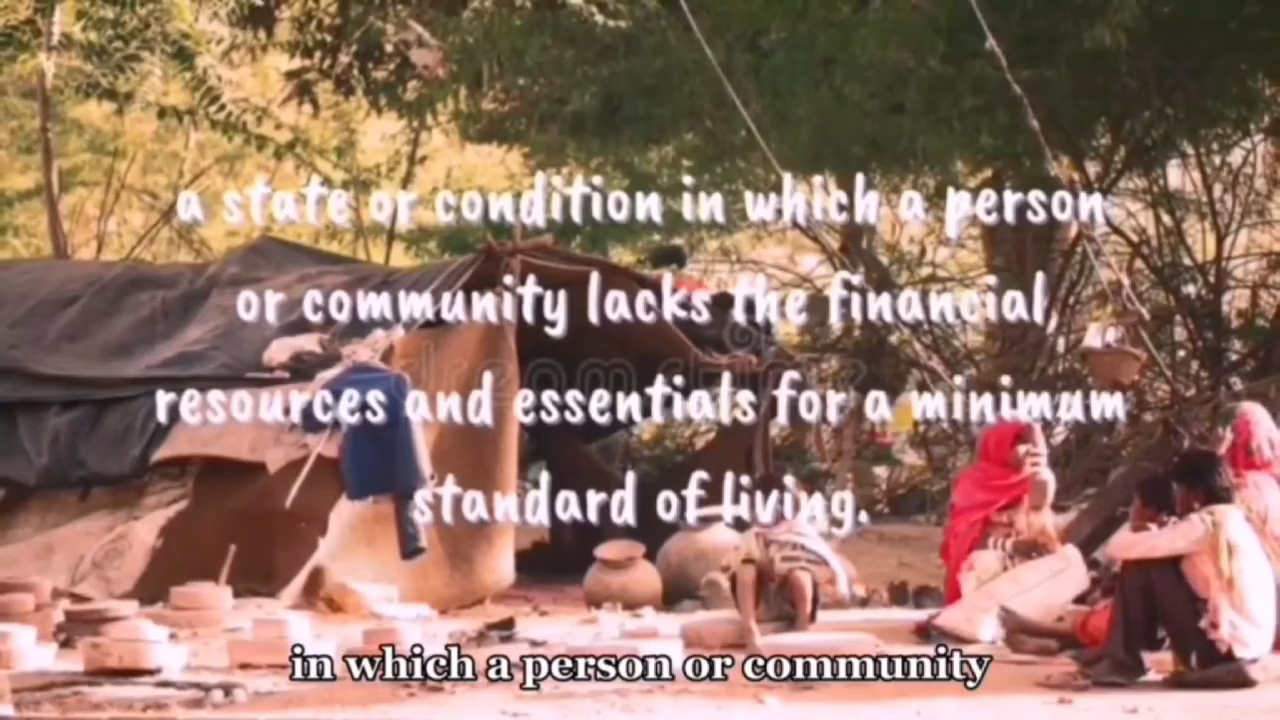 a state or condition in which a person
or community lacks the financial
resources and essentials for a minimum
standard of living.
in which a person or community